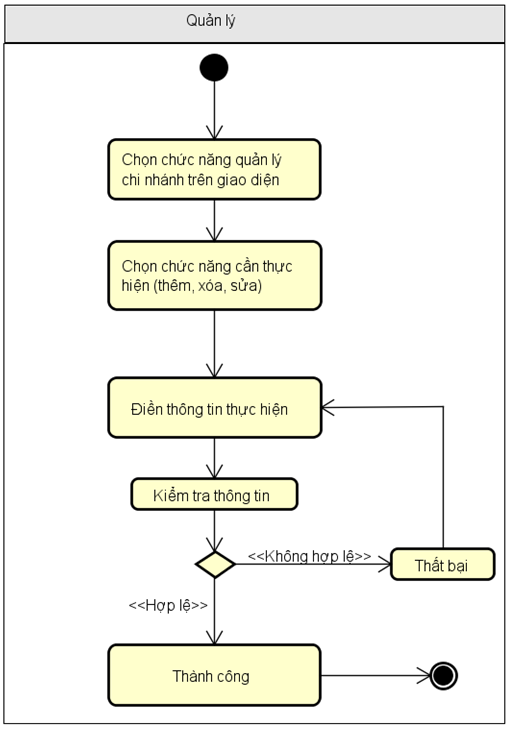 Quản lý
Chọn chức năng quản lý
chi nhánh trên giao diện
Chọn chức năng cần thực
hiện (thêm, xóa, sửa)
Điền thông tin thực hiện
Kiểm tra thông tin
<<Không hợp lệ>>
Thất bại
<<Hợp lệ>>
Thành công